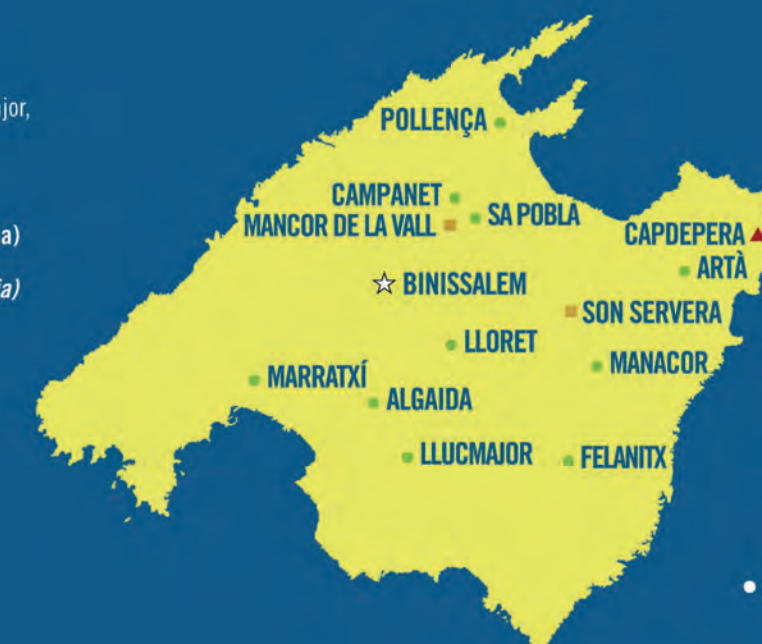 jor,
a)
ia)
POLLENÇA
CAMPANET
SA POBLA
MANCOR DE LA VALL
CAPDEPERA
ARTÀ
BINISSALEM
SON SERVERA
LLORET
MANACOR
MARRATXÍ
ALGAIDA
LLUCMAJOR
FELANITX